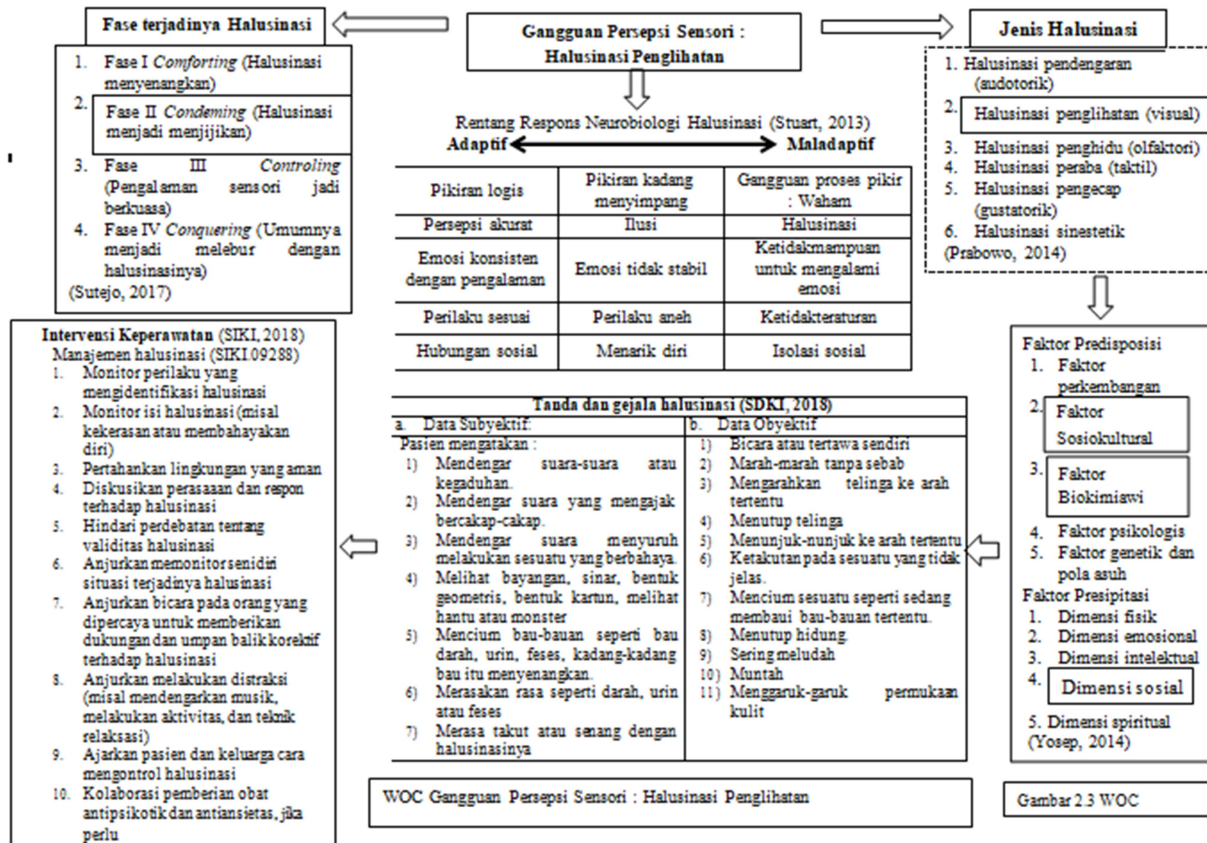 Fase terjadinya Halusinasi
1. Fase I Comforting (Halusinasi
menyenangkan)
2. Fase II Condeming (Halusinasi
menjadi menjijikan)
3. Fase III Controling
(Pengalaman sensori jadi
berkuasa)
4. Fase IV Conquering (Umumnya
menjadi melebur dengan
halusinasinya)
(Sutejo, 2017)
Gangguan Persepsi Sensori :
Halusinasi Penglihatan
Rentang Respons Neurobiologi Halusinasi (Stuart, 2013)
Adaptif Maladaptif
Pikiran logis
Pikiran kadang
menyimpang
Gangguan proses pikir
: Waham
Persepsi akurat
Ilusi
Halusinasi
Emosi konsisten
dengan pengalaman
Emosi tidak stabil
Ketidakmampuan
untuk mengalami
emosi
Perilaku sesuai
Perilaku aneh
Ketidakteraturan
Hubungan sosial
Menarik diri
Isolasi sosial
Jenis Halusinasi
1. Halusinasi pendengaran
(audotorik)
2. Halusinasi penglihatan (visual)
3. Halusinasi penghidu (olfaktori)
4. Halusinasi peraba (taktil)
5. Halusinasi pengecap
(gustatorik)
6. Halusinasi sinestetik
(Prabowo, 2014)
Intervensi Keperawatan (SIKI, 2018)
Manajemen halusinasi (SIKI.09288)
1. Monitor perilaku yang
mengidentifikasi halusinasi
2. Monitor isi halusinasi (misal
kekerasan atau membahayakan
diri)
3. Pertahankan lingkungan yang aman
4. Diskusikan perasaaan dan respon
terhadap halusinasi
5. Hindari perdebatan tentang
validitas halusinasi
6. Anjurkan memonitor senidiri
situasi terjadinya halusinasi
7. Anjurkan bicara pada orang yang
dipercaya untuk memberikan
dukungan dan umpan balik korektif
terhadap halusinasi
8. Anjurkan melakukan distraksi
(misal mendengarkan musik,
melakukan aktivitas, dan teknik
relaksasi)
9. Ajarkan pasien dan keluarga cara
mengontrol halusinasi
10. Kolaborasi pemberian obat
antipsikotik dan antiansietas, jika
perlu
Tanda dan gejala halusinasi (SDKI, 2018)
a. Data Subyektif:
Pasien mengatakan :
1) Mendengar suara-suara atau
kegaduhan.
2) Mendengar suara yang mengajak
bercakap-cakap.
3) Mendengar suara menyuruh
melakukan sesuatu yang berbahaya.
4) Melihat bayangan, sinar, bentuk
geometris, bentuk kartun, melihat
hantu atau monster
5) Mencium bau-bauan seperti bau
darah, urin, feses, kadang-kadang
bau itu menyenangkan.
6) Merasakan rasa seperti darah, urin
atau feses
7) Merasa takut atau senang dengan
halusinasinya
b. Data Obyektif
1) Bicara atau tertawa sendiri
2) Marah-marah tanpa sebab
3) Mengarahkan telinga ke arah
tertentu
4) Menutup telinga
5) Menunjuk-nunjuk ke arah tertentu
6) Ketakutan pada sesuatu yang tidak
jelas.
7) Mencium sesuatu seperti sedang
membaui bau-bauan tertentu.
8) Menutup hidung.
9) Sering meludah
10) Muntah
11) Menggaruk-garuk permukaan
kulit
Faktor Predisposisi
1. Faktor
perkembangan
2. Faktor
Sosiokultural
3. Faktor
Biokimiawi
4. Faktor psikologis
5. Faktor genetik dan
pola asuh
Faktor Presipitasi
1. Dimensi fisik
2. Dimensi emosional
3. Dimensi intelektual
4. Dimensi sosial
5. Dimensi spiritual
(Yosep, 2014)
WOC Gangguan Persepsi Sensori : Halusinasi Penglihatan
Gambar 2.3 WOC